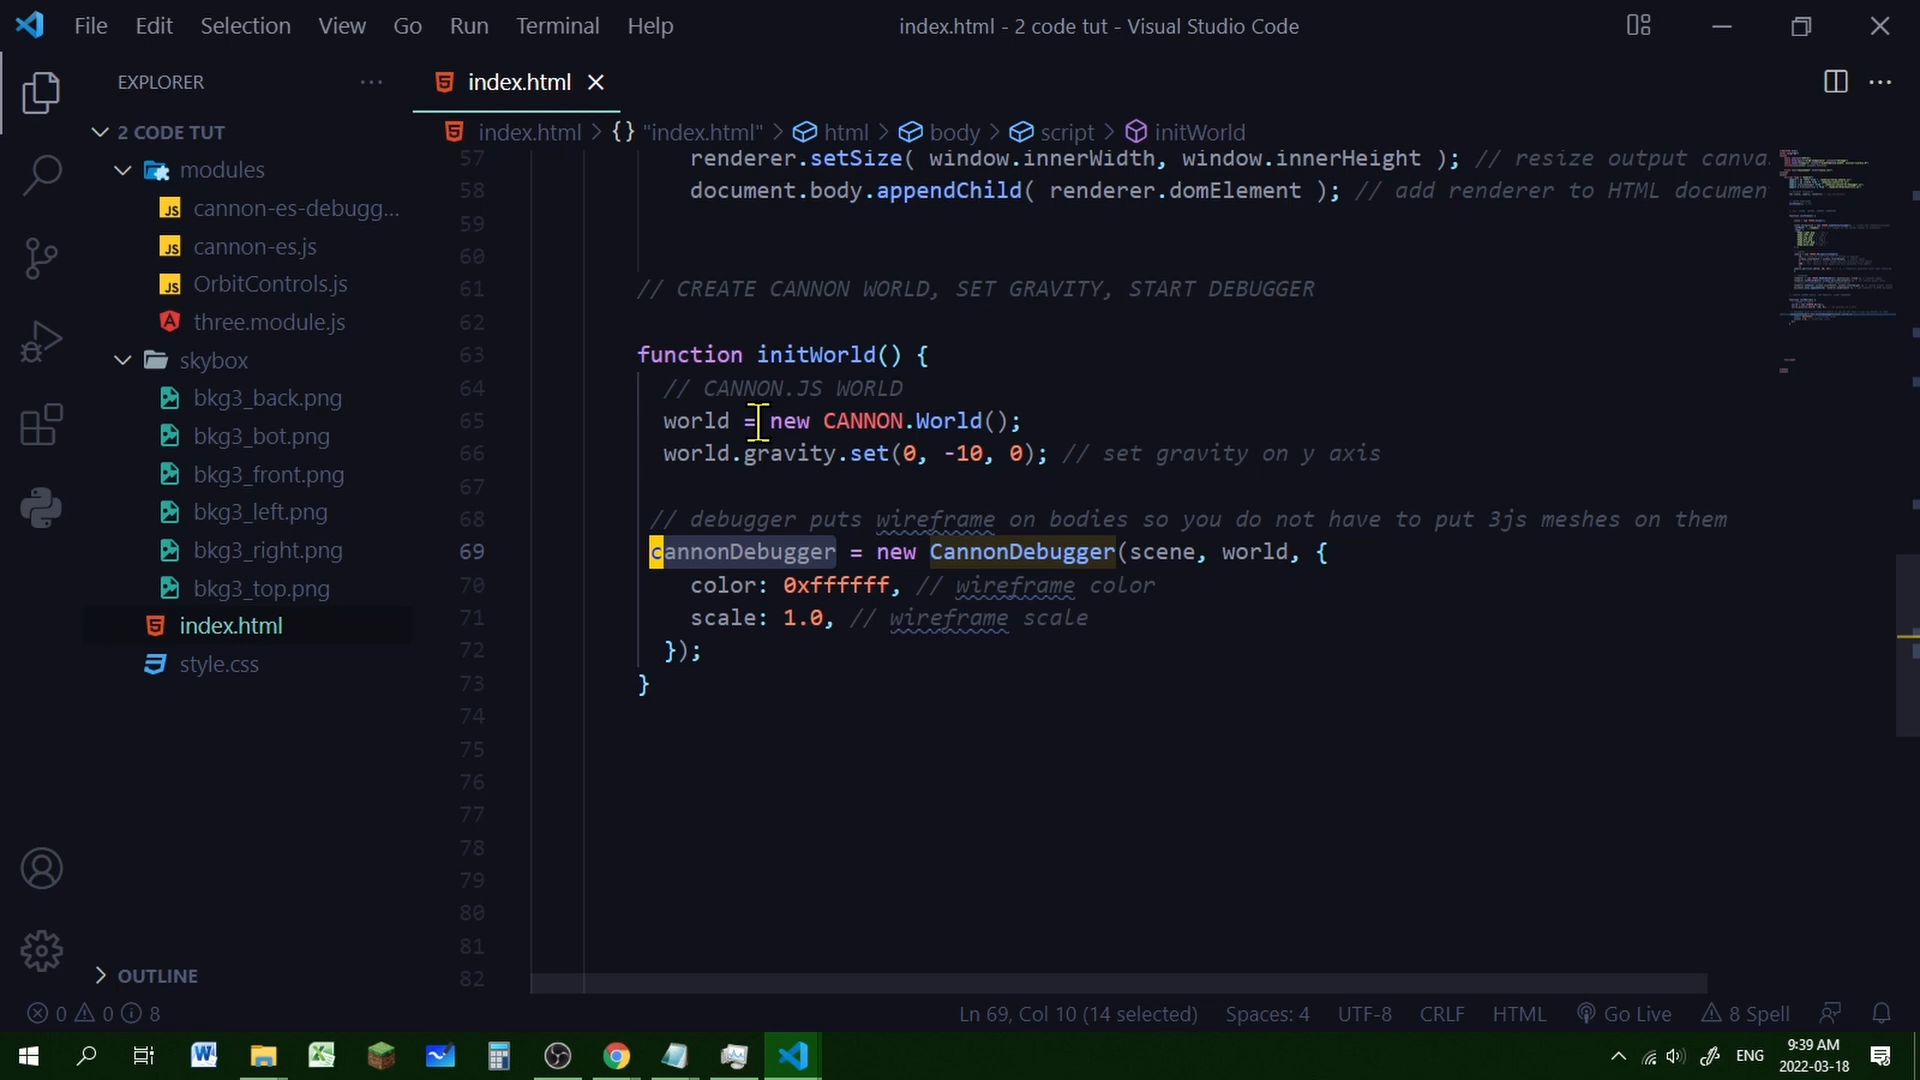 File Edit Selection View Go Run Terminal Help
index.html - 2 code tut - Visual Studio Code
EXPLORER
index.html
2 CODE TUT
modules
cannon-es-debugg...
cannon-es.js
OrbitControls.js
three.module.js
skybox
bkg3_back.png
bkg3_bot.png
bkg3_front.png
bkg3_left.png
bkg3_right.png
bkg3_top.png
index.html
style.css
OUTLINE
index.html > {} "index.html" > html > body > script > initWorld
57 renderer.setSize( window.innerWidth, window.innerHeight ); // resize output canva
58 document.body.appendChild( renderer.domElement ); // add renderer to HTML documen
59
60
61 // CREATE CANNON WORLD, SET GRAVITY, START DEBUGGER
62
63 function initWorld() {
64 // CANNON.JS WORLD
65 world = new CANNON.World();
66 world.gravity.set(0, -10, 0); // set gravity on y axis
67
68 // debugger puts wireframe on bodies so you do not have to put 3js meshes on them
69 cannonDebugger = new CannonDebugger(scene, world, {
70 color: 0xffffff, // wireframe color
71 scale: 1.0, // wireframe scale
72 });
73 }
74
75
76
77
78
79
80
81
82
0 0 8
Ln 69, Col 10 (14 selected) Spaces: 4 UTF-8 CRLF HTML Go Live 8 Spell
ENG
9:39 AM
2022-03-18